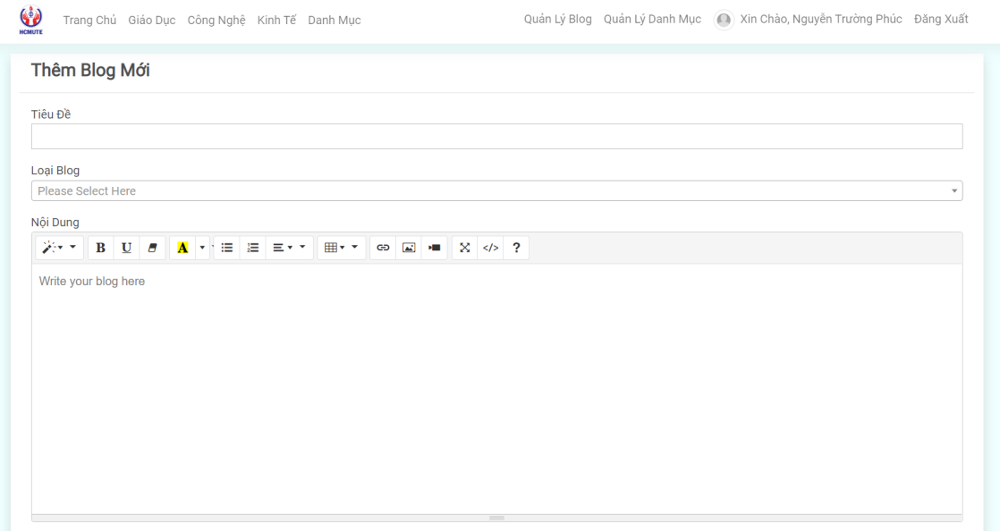 HCMUTE
Trang Chủ Giáo Dục Công Nghệ Kinh Tế Danh Mục Quản Lý Blog Quản Lý Danh Mục Xin Chào, Nguyễn Trường Phúc Đăng Xuất
Thêm Blog Mới
Tiêu Đề
Loại Blog
Please Select Here
Nội Dung
B U A </> ?
Write your blog here